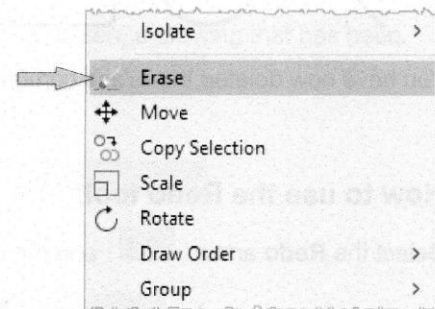 Isolate
Erase
Move
Copy Selection
Scale
Rotate
Draw Order
Group